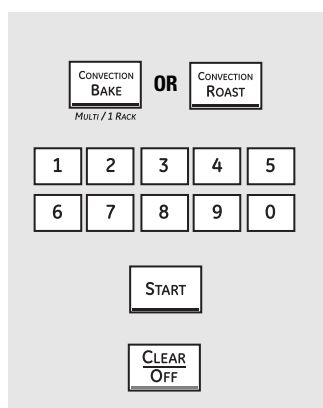 CONVECTION
BAKE
OR
CONVECTION
ROAST
MULTI / 1 RACK
1 2 3 4 5
6 7 8 9 0
START
CLEAR
OFF